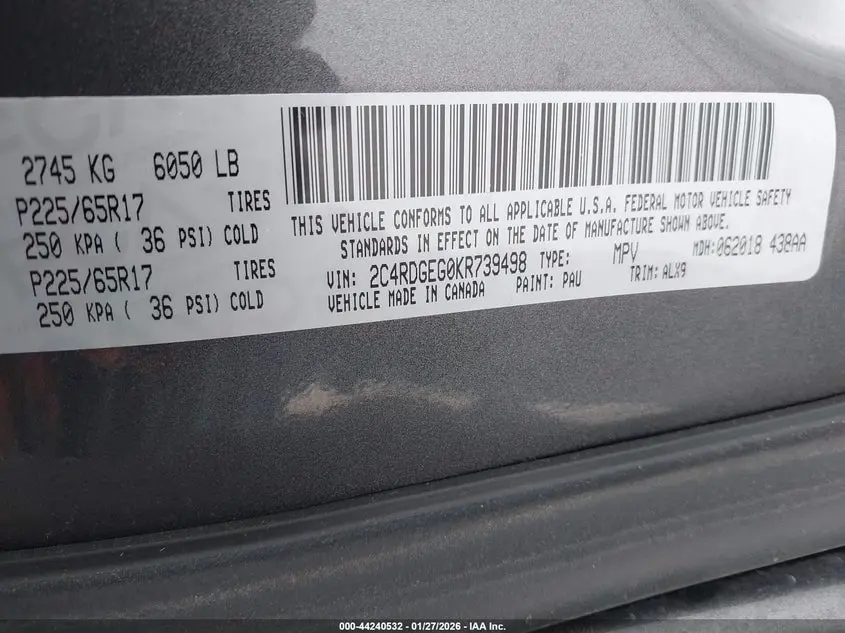 2745 KG 6050 LB
P225/65R17 TIRES
250 KPA ( 36 PSI) COLD
P225/65R17 TIRES
250 KPA ( 36 PSI) COLD
THIS VEHICLE CONFORMS TO ALL APPLICABLE U.S.A. FEDERAL MOTOR VEHICLE SAFETY
STANDARDS IN EFFECT ON THE DATE OF MANUFACTURE SHOWN ABOVE.
MDH:062018 438AA
VIN: 2C4RDGEG0KR739498 TYPE: MPV
VEHICLE MADE IN CANADA PAINT: PAU TRIM: ALX9
000-44240532 — 01/27/2026 — IAA Inc.